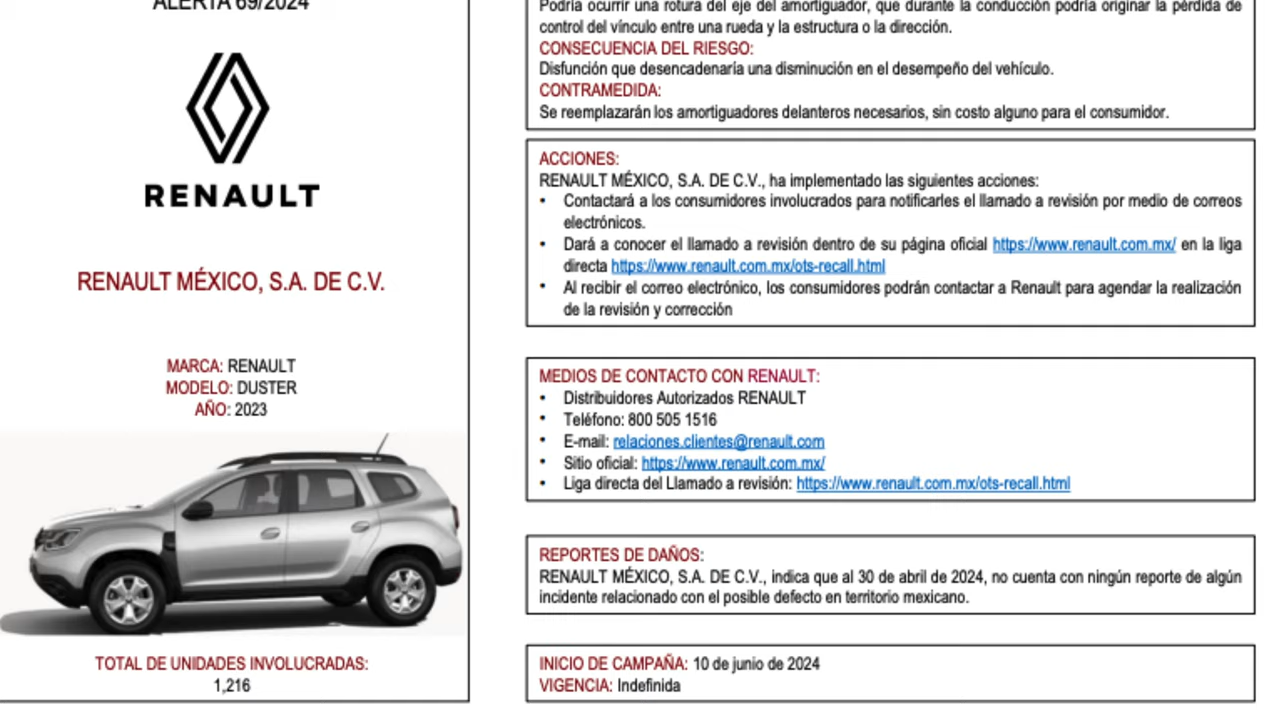 ALERTA 69/2024
RENAULT
RENAULT MÉXICO, S.A. DE C.V.
MARCA: RENAULT
MODELO: DUSTER
AÑO: 2023
TOTAL DE UNIDADES INVOLUCRADAS:
1,216
Podría ocurrir una rotura del eje del amortiguador, que durante la conducción podría originar la pérdida de
control del vínculo entre una rueda y la estructura o la dirección.
CONSECUENCIA DEL RIESGO:
Disfunción que desencadenaría una disminución en el desempeño del vehículo.
CONTRAMEDIDA:
Se reemplazarán los amortiguadores delanteros necesarios, sin costo alguno para el consumidor.
ACCIONES:
RENAULT MÉXICO, S.A. DE C.V., ha implementado las siguientes acciones:
• Contactará a los consumidores involucrados para notificarles el llamado a revisión por medio de correos
electrónicos.
• Dará a conocer el llamado a revisión dentro de su página oficial https://www.renault.com.mx/ en la liga
directa https://www.renault.com.mx/ots-recall.html
• Al recibir el correo electrónico, los consumidores podrán contactar a Renault para agendar la realización
de la revisión y corrección
MEDIOS DE CONTACTO CON RENAULT:
• Distribuidores Autorizados RENAULT
• Teléfono: 800 505 1516
• E-mail: relaciones.clientes@renault.com
• Sitio oficial: https://www.renault.com.mx/
• Liga directa del Llamado a revisión: https://www.renault.com.mx/ots-recall.html
REPORTES DE DAÑOS:
RENAULT MÉXICO, S.A. DE C.V., indica que al 30 de abril de 2024, no cuenta con ningún reporte de algún
incidente relacionado con el posible defecto en territorio mexicano.
INICIO DE CAMPAÑA: 10 de junio de 2024
VIGENCIA: Indefinida